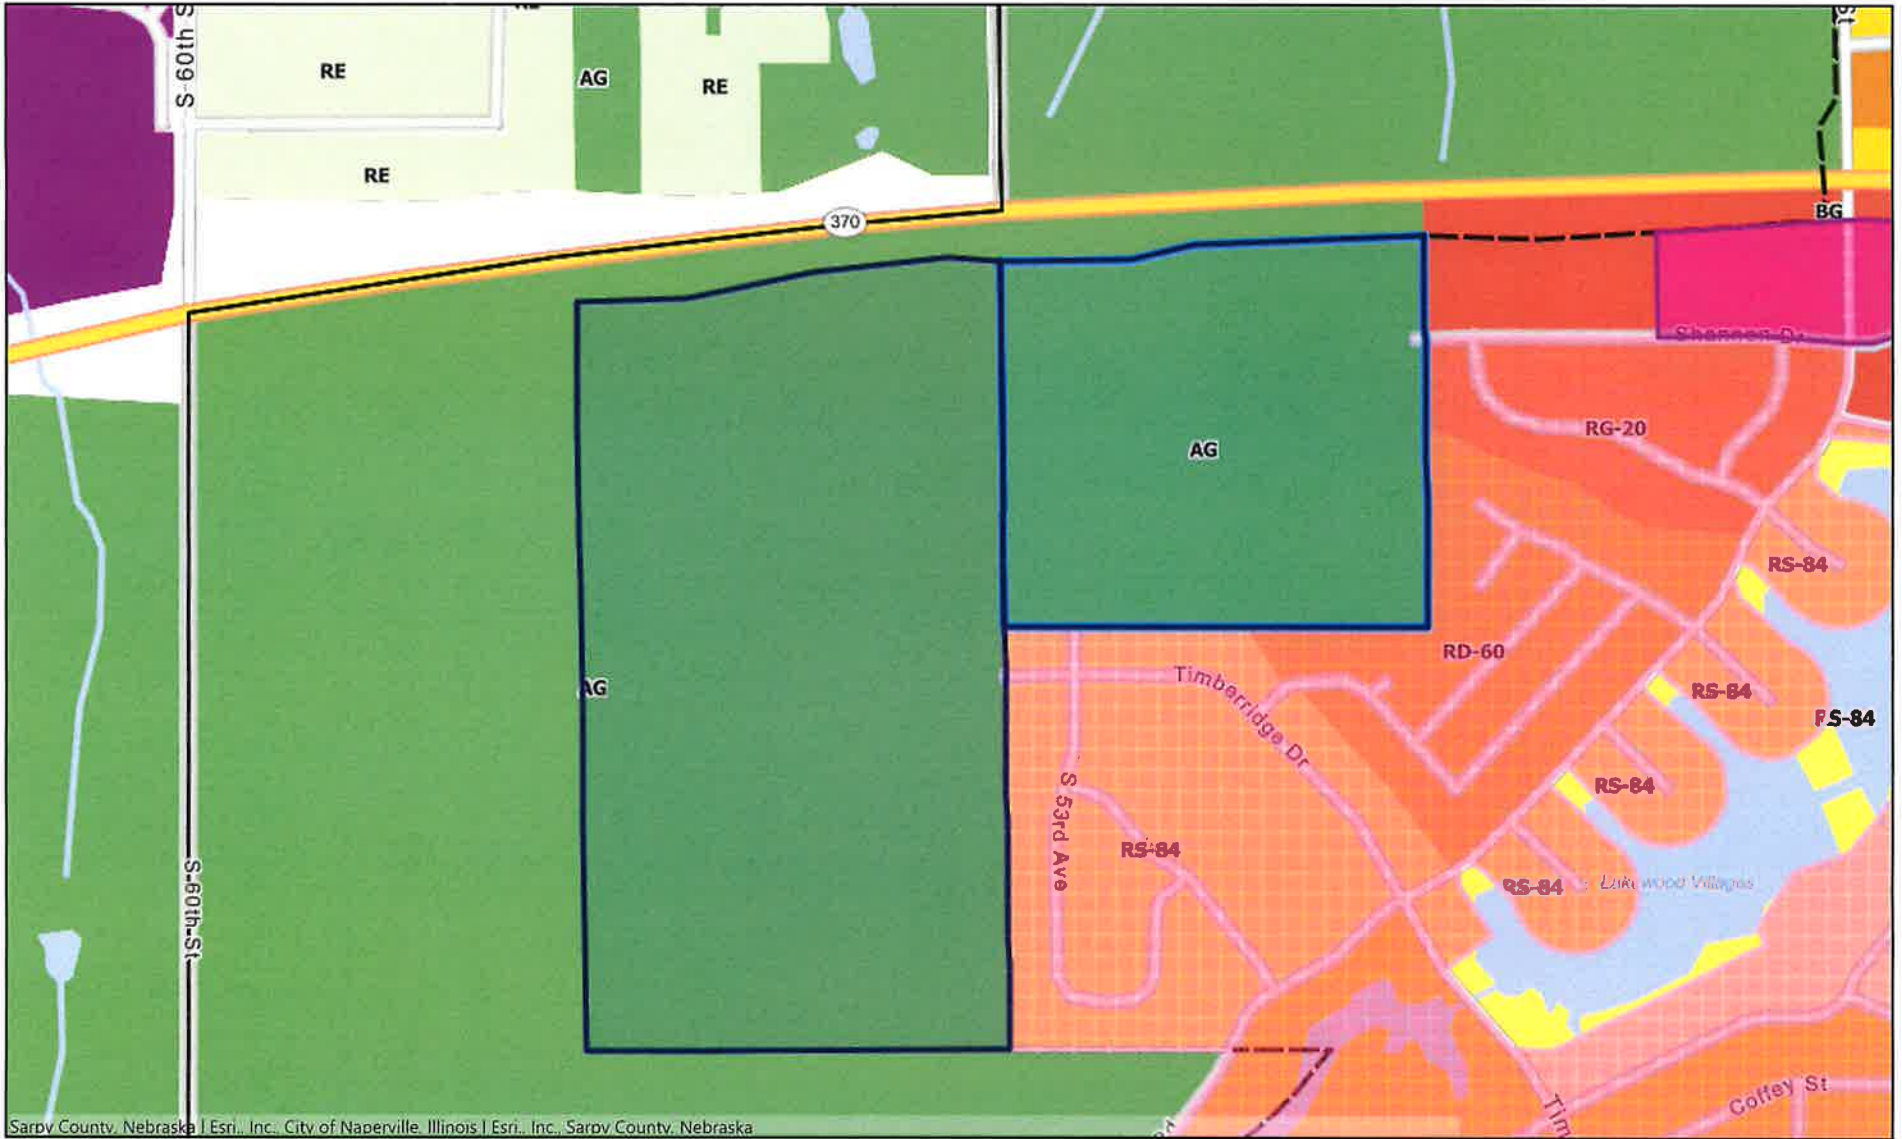 S-60th S
RE
AG
RE
RE
370
BG
Shannon Dr
RG-20
AG
RS-84
RD-60
Timberridge Dr
AG
RS-84
RS-84
S 53rd Ave
RS-84
RS-84
RS-84
Lakewood Villages
S-60th-St
Coffey St
Tim
Sarpy County, Nebraska | Esri., Inc., City of Naperville, Illinois | Esri., Inc., Sarpy County, Nebraska